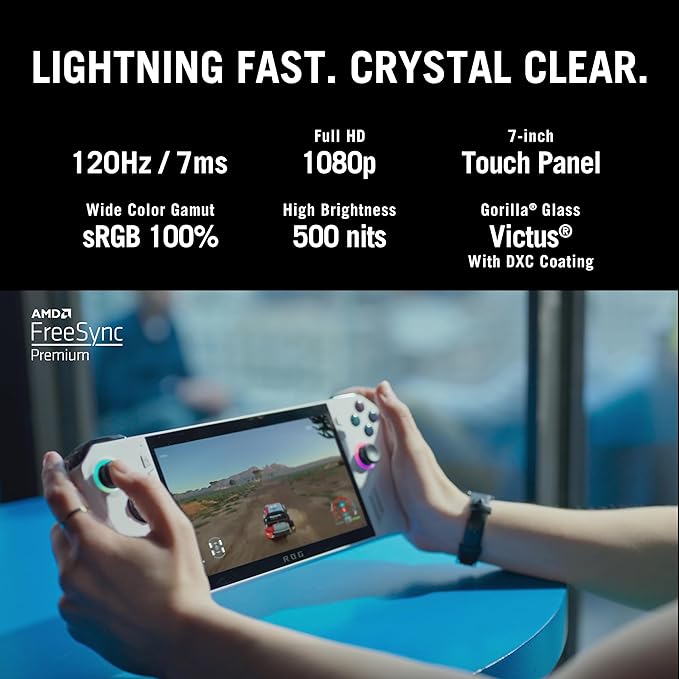 LIGHTNING FAST. CRYSTAL CLEAR.
120Hz / 7ms
Full HD
1080p
7-inch
Touch Panel
Wide Color Gamut
sRGB 100%
High Brightness
500 nits
Gorilla® Glass
Victus®
With DXC Coating
AMD
FreeSync
Premium
ROG